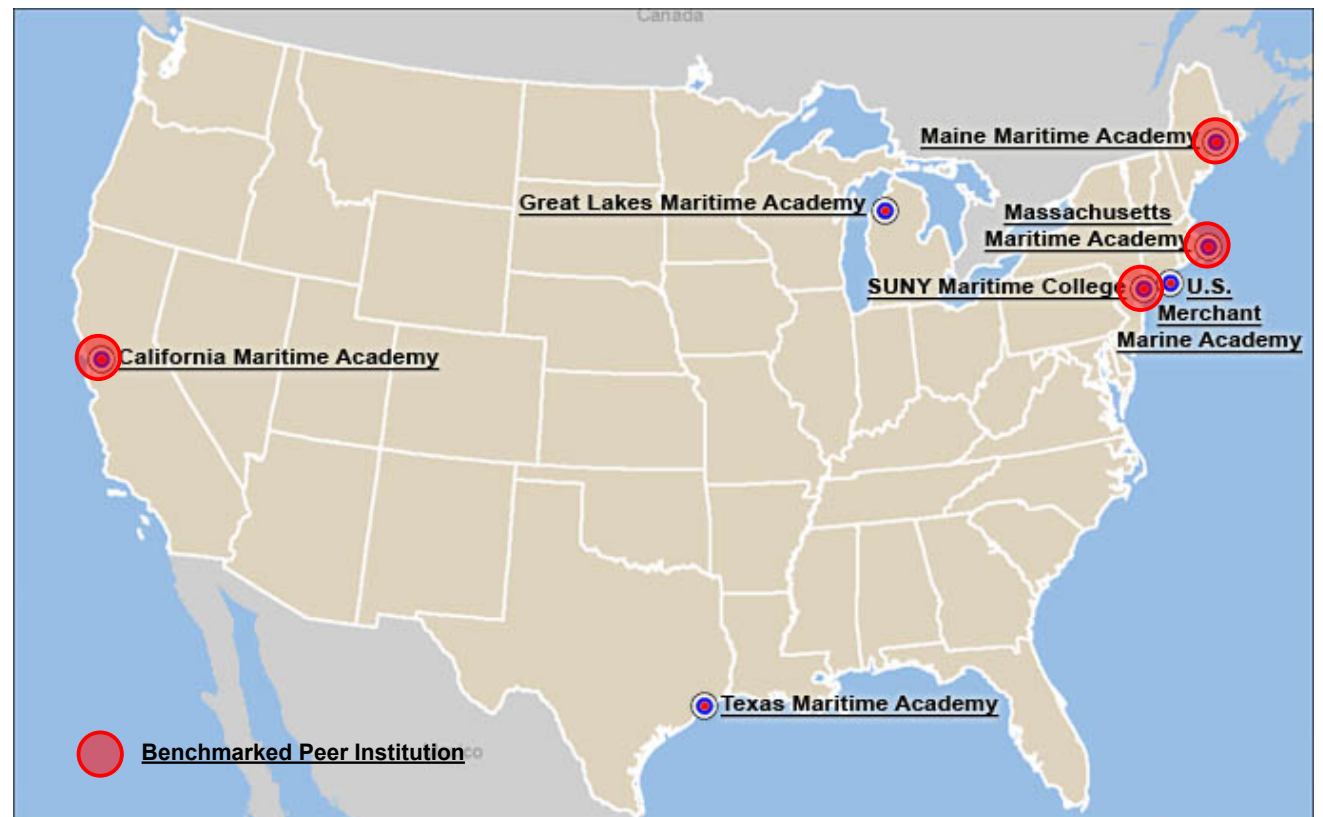 Canada
Maine Maritime Academy
Great Lakes Maritime Academy
Massachusetts
Maritime Academy
SUNY Maritime College
U.S.
Merchant
Marine Academy
California Maritime Academy
Texas Maritime Academy
Benchmarked Peer Institution